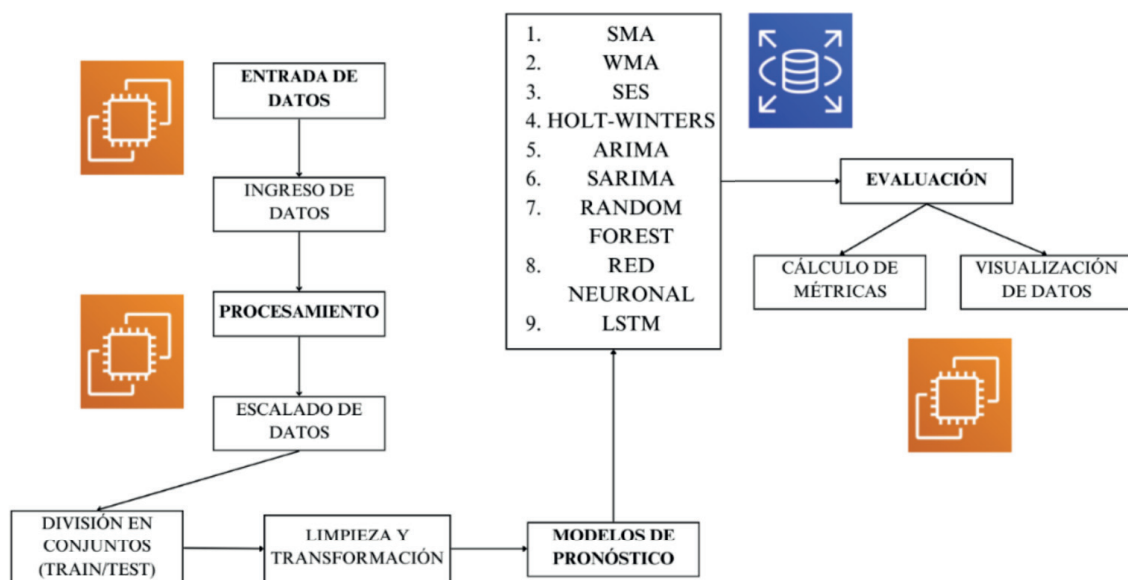 ENTRADA DE
DATOS
INGRESO DE
DATOS
PROCESAMIENTO
ESCALADO DE
DATOS
DIVISIÓN EN
CONJUNTOS
(TRAIN/TEST)
LIMPIEZA Y
TRANSFORMACIÓN
MODELOS DE
PRONÓSTICO
1. SMA
2. WMA
3. SES
4. HOLT-WINTERS
5. ARIMA
6. SARIMA
7. RANDOM
FOREST
8. RED
NEURONAL
9. LSTM
EVALUACIÓN
CÁLCULO DE
MÉTRICAS
VISUALIZACIÓN
DE DATOS